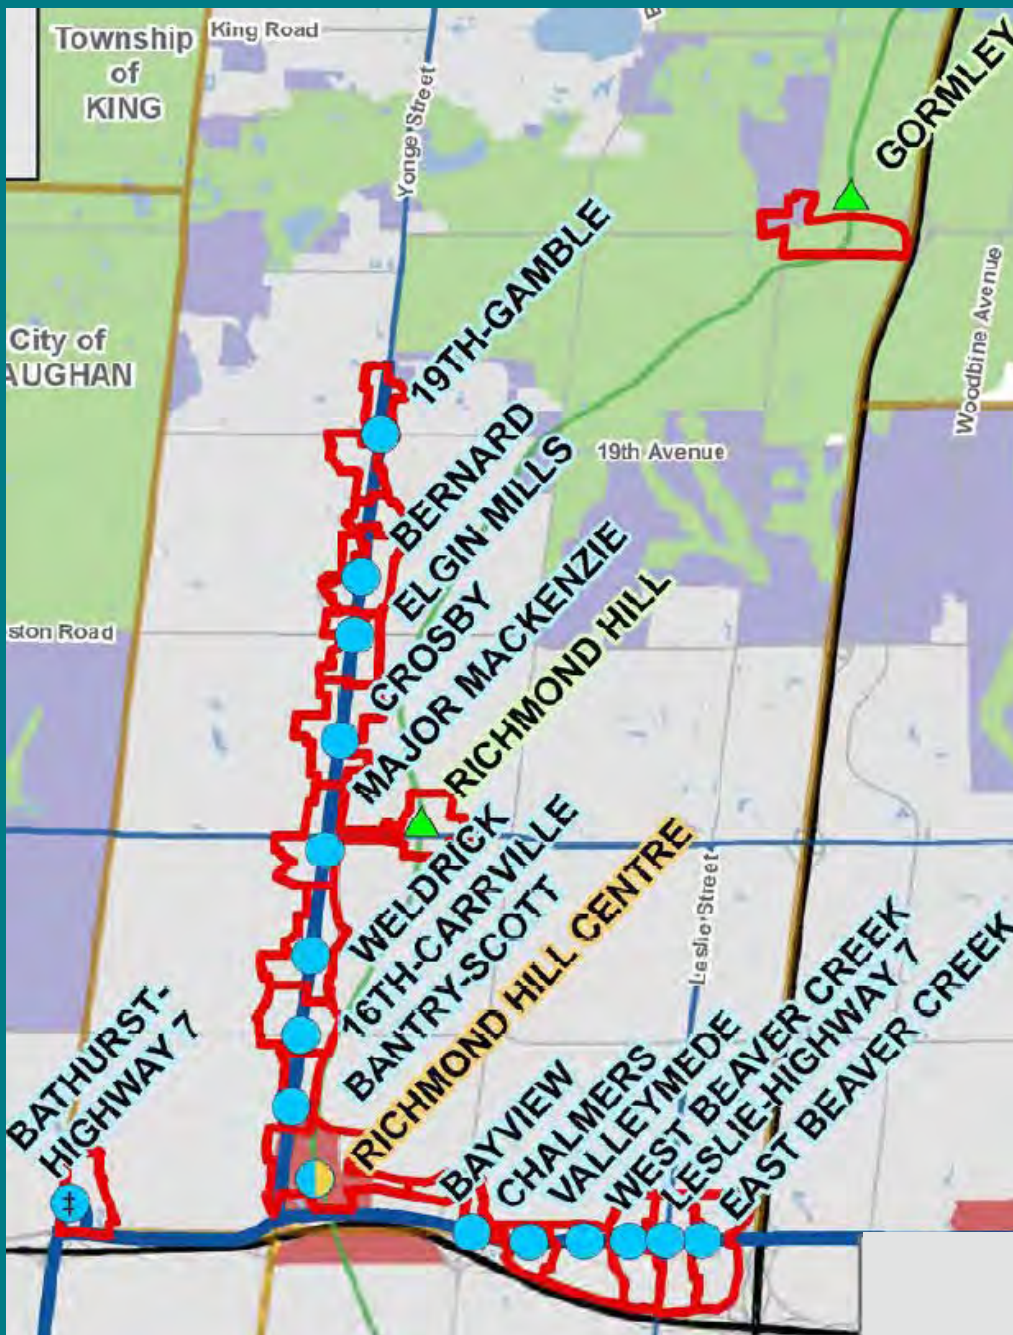 Township
of
KING
King Road
Yonge Street
GORMLEY
Woodbine Avenue
City of
AUGHAN
19TH-GAMBLE
19th Avenue
BERNARD
ELGIN MILLS
CROSBY
MAJOR MACKENZIE
RICHMOND HILL
ston Road
WELDRICK
16TH-CARRVILLE
BANTRY-SCOTT
RICHMOND HILL CENTRE
Leslie Street
BATHURST-
HIGHWAY 7
BAYVIEW
CHALMERS
VALLEYMEDE
WEST BEAVER CREEK
LESLIE-HIGHWAY 7
EAST BEAVER CREEK